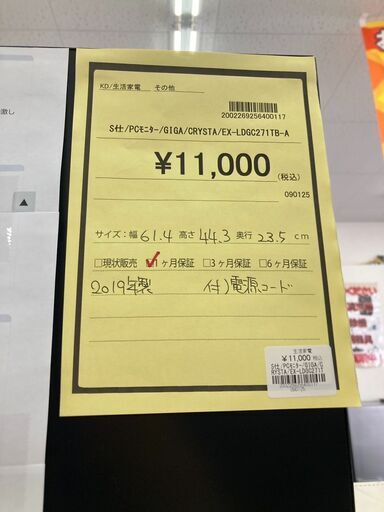 KD/生活家電 その他
2002269256400117
S仕/PCモニター/GIGA/CRYSTA/EX-LDGC271TB-A
¥11,000(税込)
090125
サイズ:幅 61.4 高さ 44.3 奥行 23.5 cm
□現状販売 ☑1ヶ月保証 □3ヶ月保証 □6ヶ月保証
2019年製 付)電源コード
生活家電
¥11,000 税込
S仕/PCモニター/GIGA/C
RYSTA/EX-LDGC271T